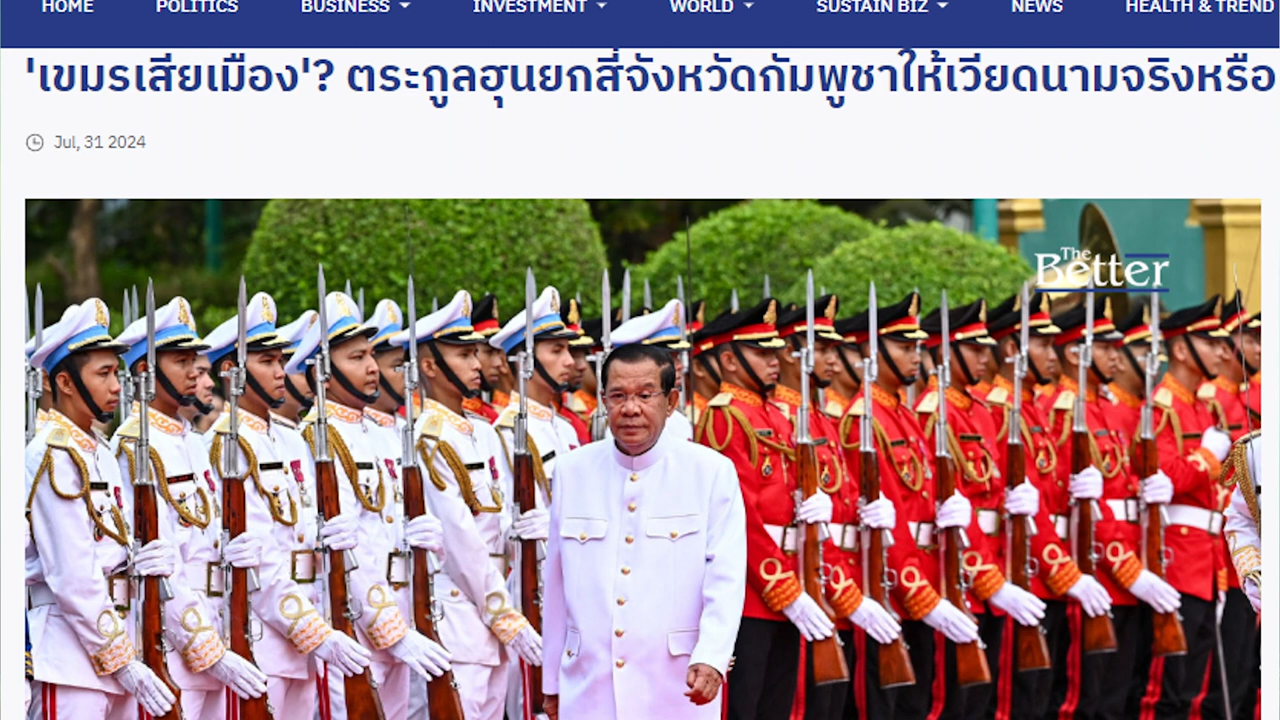 HOME POLITICS BUSINESS INVESTMENT WORLD SUSTAIN BIZ NEWS HEALTH & TREND
'เขมรเสียเมือง'? ตระกูลฮุนยกสี่จังหวัดกัมพูชาให้เวียดนามจริงหรือ
Jul, 31 2024
The
Better